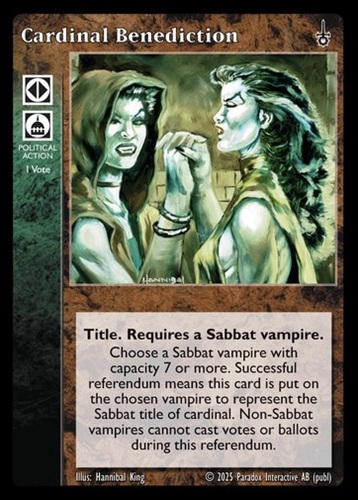 Cardinal Benediction
POLITICAL
ACTION
1 Vote
HANNIBAL
Title. Requires a Sabbat vampire.
Choose a Sabbat vampire with
capacity 7 or more. Successful
referendum means this card is put on
the chosen vampire to represent the
Sabbat title of cardinal. Non-Sabbat
vampires cannot cast votes or ballots
during this referendum.
Illus: Hannibal King © 2025 Paradox Interactive AB (publ)